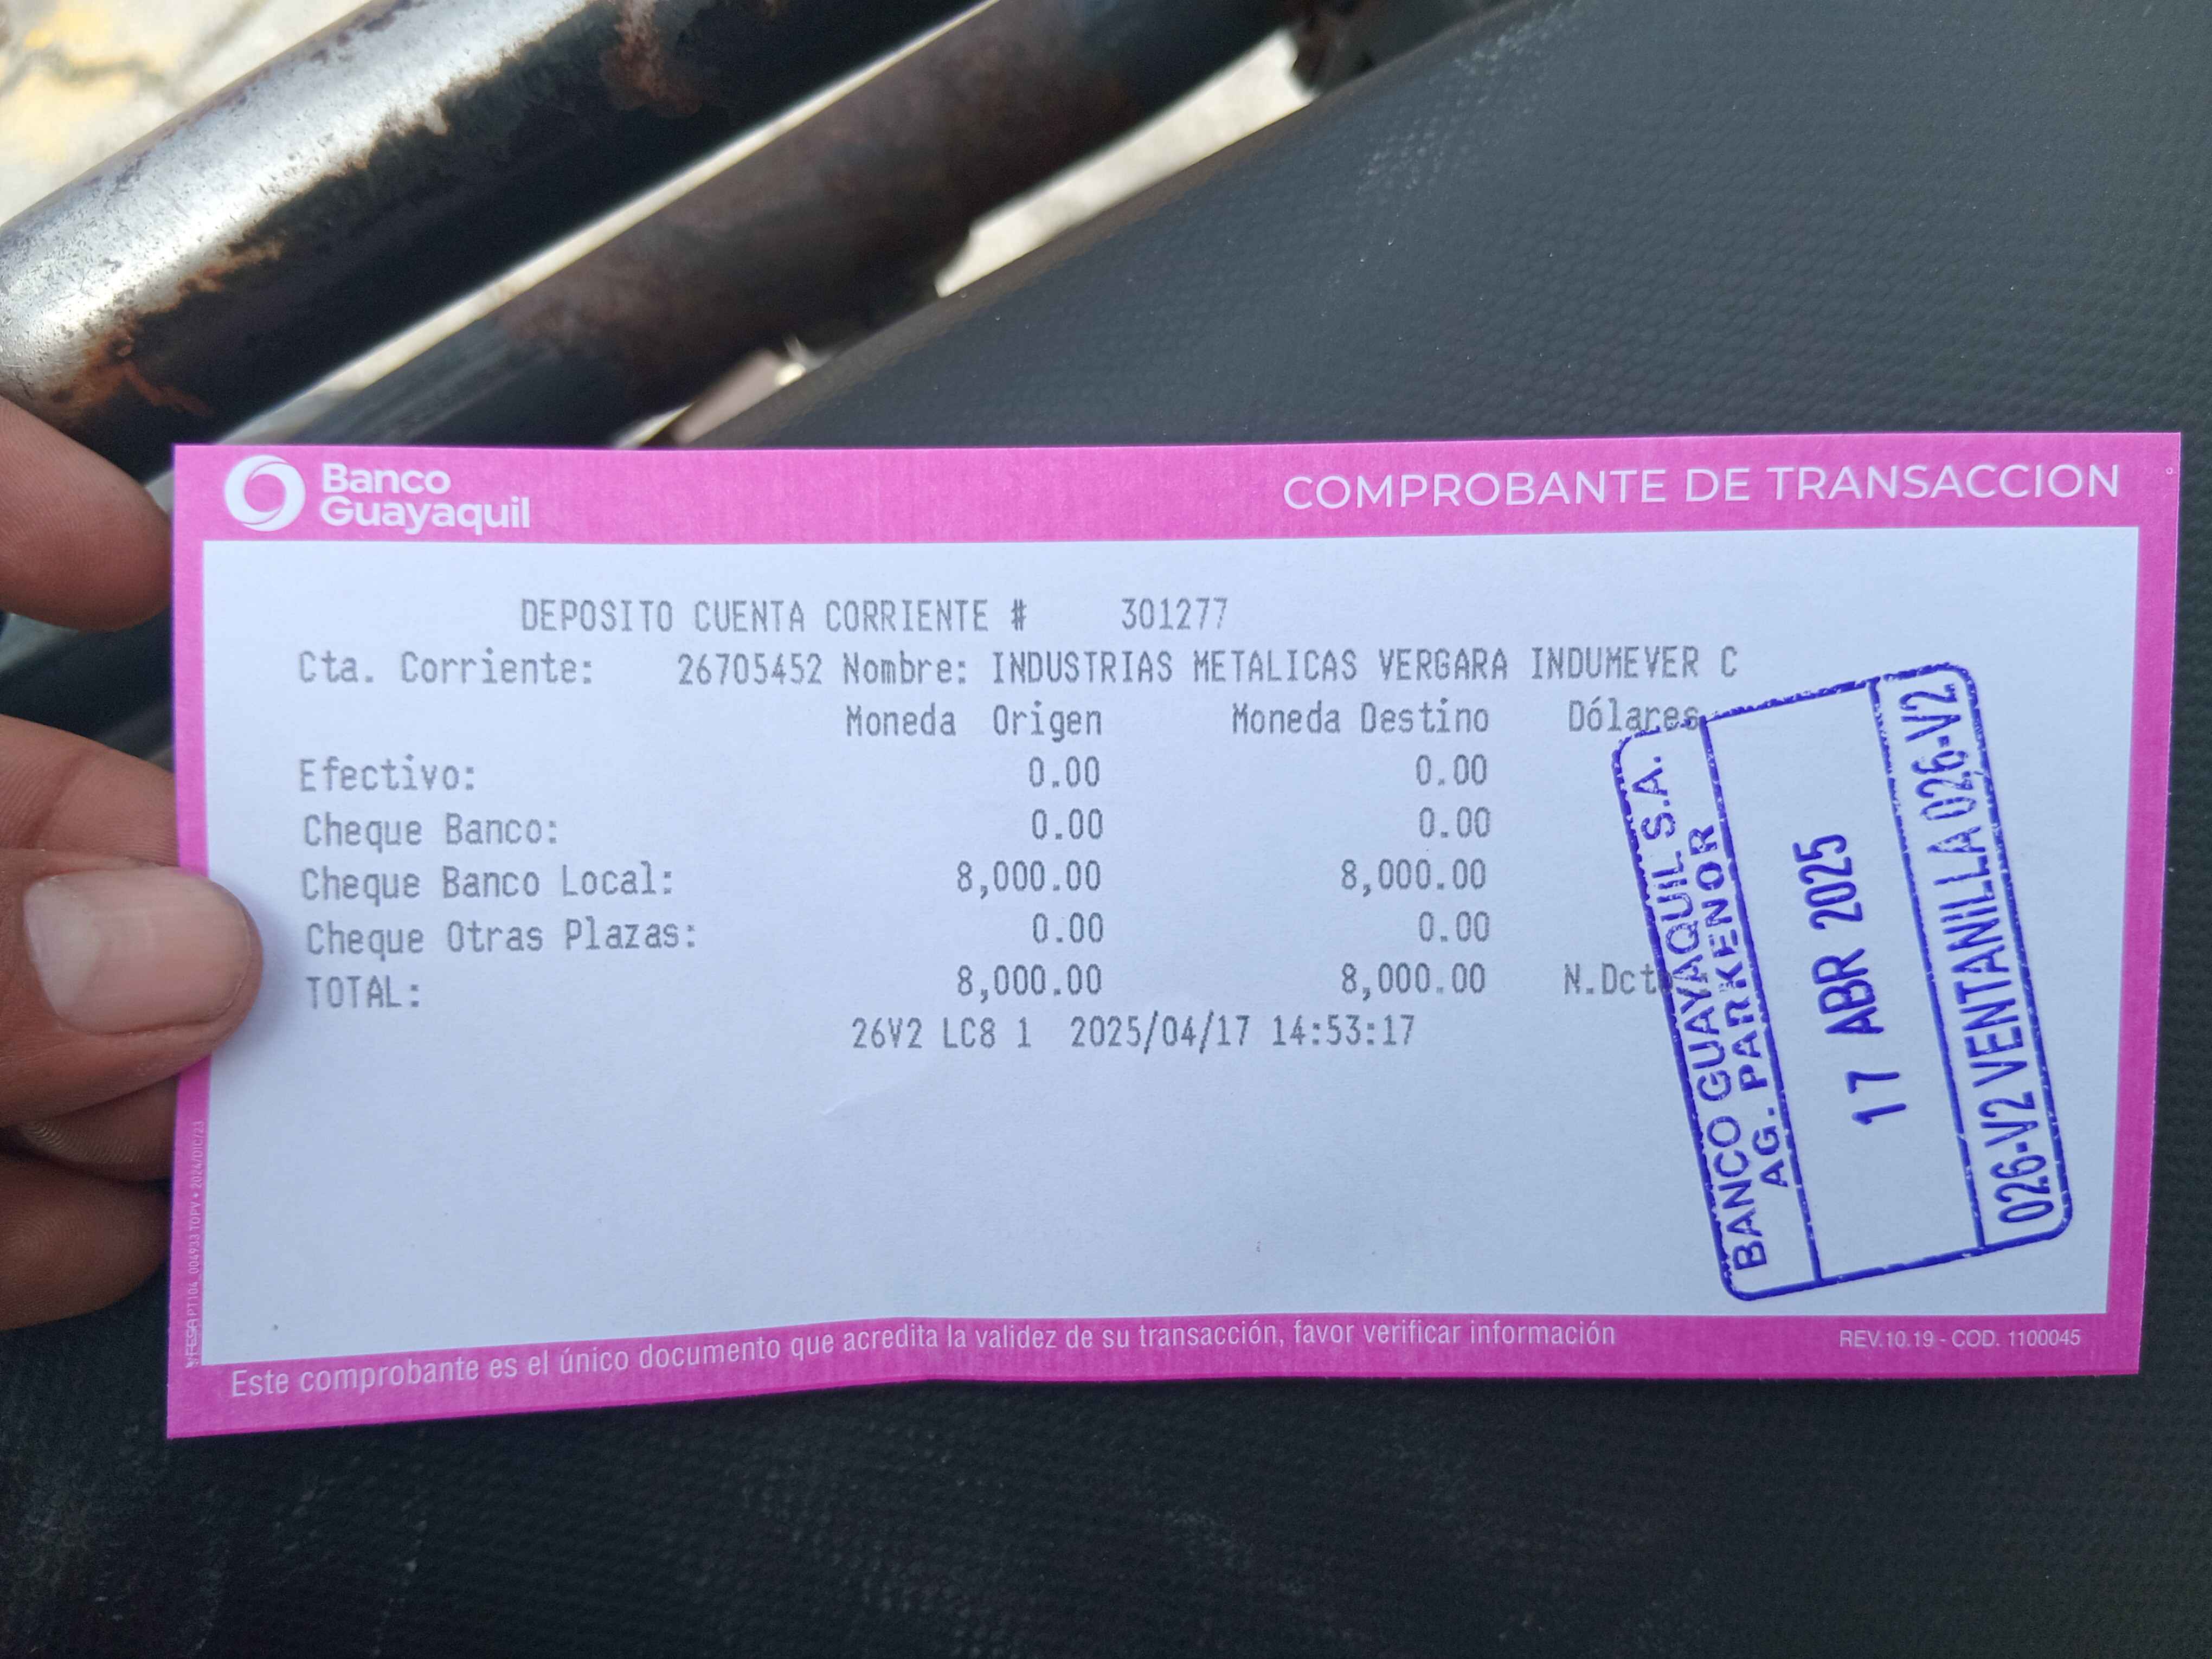 Banco
Guayaquil
COMPROBANTE DE TRANSACCION
DEPOSITO CUENTA CORRIENTE # 301277
Cta. Corriente: 26705452 Nombre: INDUSTRIAS METALICAS VERGARA INDUMEVER C
Moneda Origen Moneda Destino Dólares
Efectivo: 0.00 0.00
Cheque Banco: 0.00 0.00
Cheque Banco Local: 8,000.00 8,000.00
Cheque Otras Plazas: 0.00 0.00
TOTAL: 8,000.00 8,000.00 N.Dct
26V2 LC8 1 2025/04/17 14:53:17
BANCO GUAYAQUIL S.A.
AG. PARKENOR
17 ABR 2025
026-V2 VENTANILLA 026-V2
Este comprobante es el único documento que acredita la validez de su transacción, favor verificar información
REV.10.19 - COD. 1100045
PT104_004933 TOPV • 2024/DIC/23